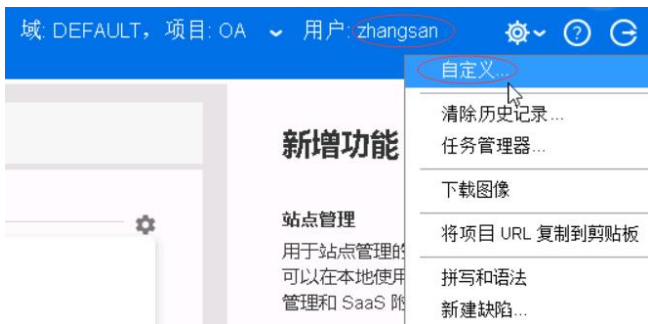 域: DEFAULT，项目: OA 用户: zhangsan
自定义...
清除历史记录...
任务管理器...
下载图像
将项目 URL 复制到剪贴板
拼写和语法
新建缺陷...
新增功能
站点管理
用于站点管理的
可以在本地使用
管理和 SaaS